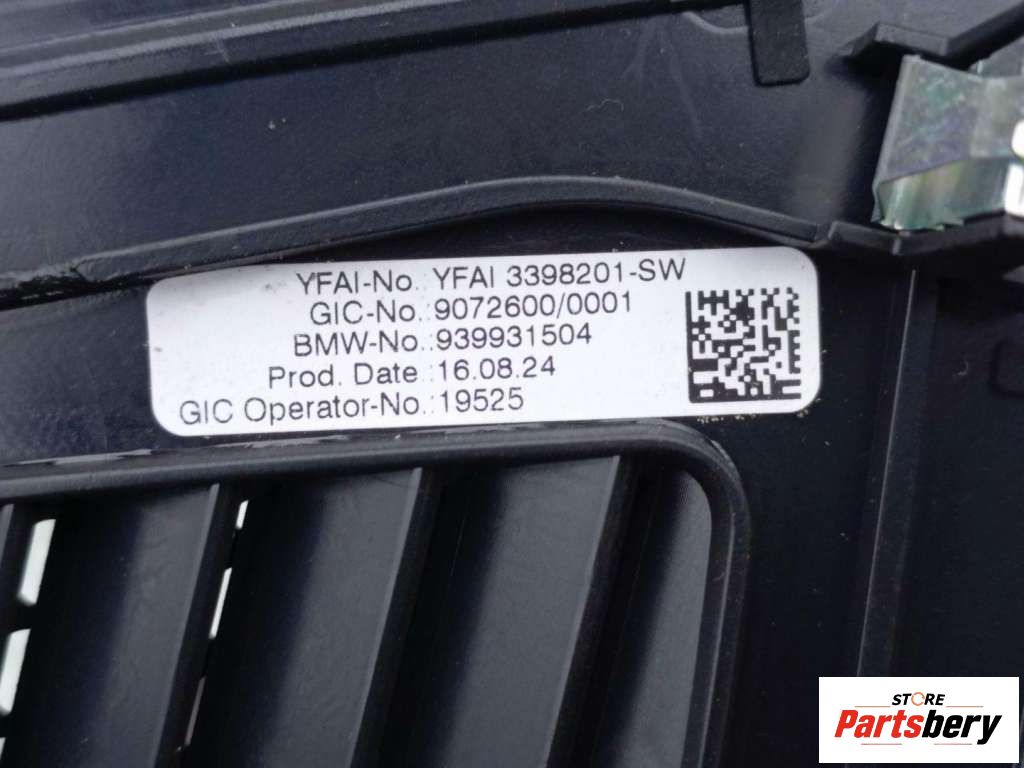 YFAI-No.: YFAI 3398201-SW
GIC-No.:9072600/0001
BMW-No.:939931504
Prod. Date :16.08.24
GIC Operator-No.:19525
STORE
Partsbery